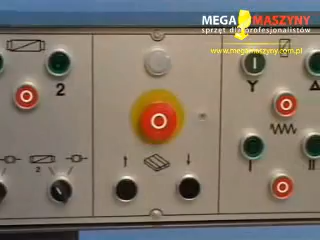 MEGA MASZYNY
sprzęt dla profesjonalistów
www.megamaszyny.com.pl
2
I
Y
Δ
O
O
O
2
I
II
O